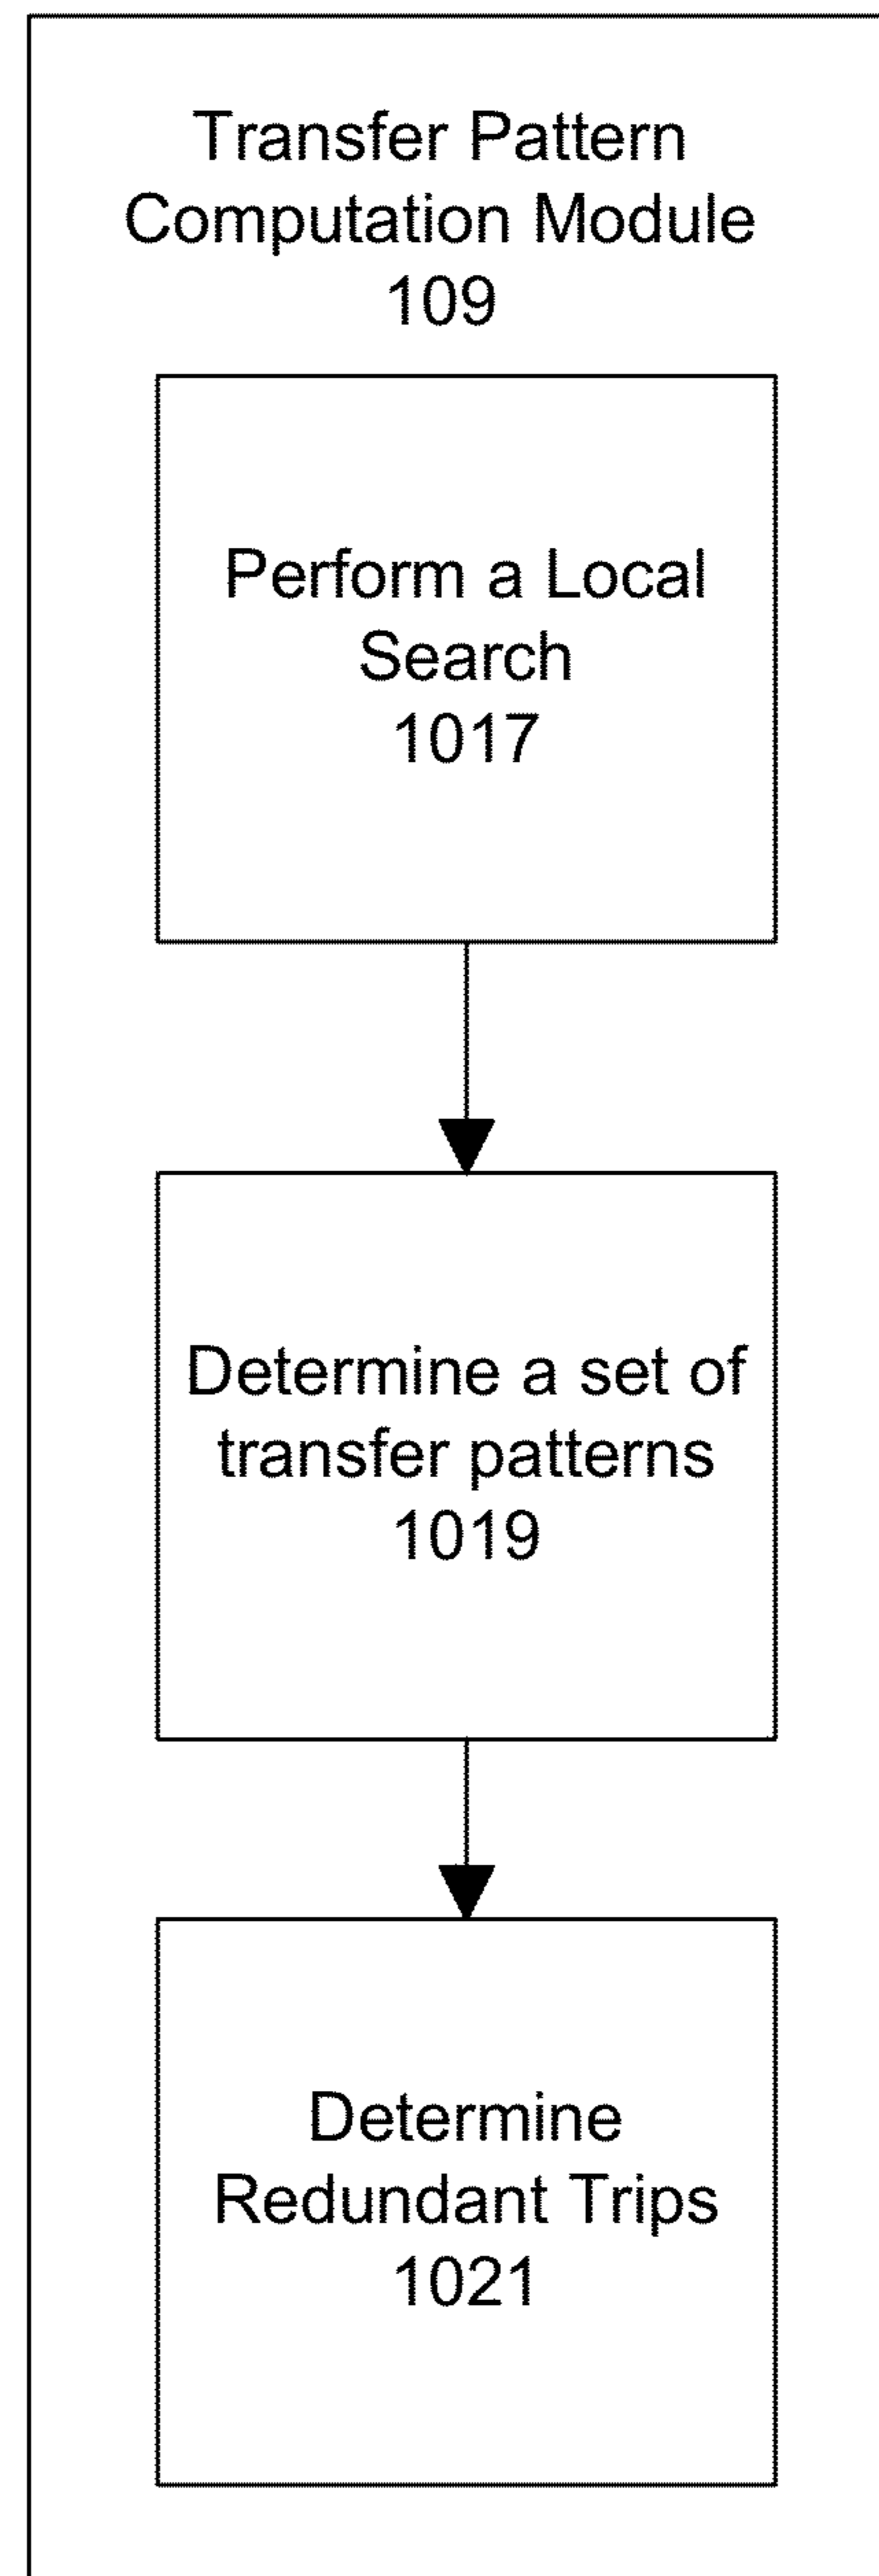 Transfer Pattern
Computation Module
109
Perform a Local
Search
1017
Determine a set of
transfer patterns
1019
Determine
Redundant Trips
1021